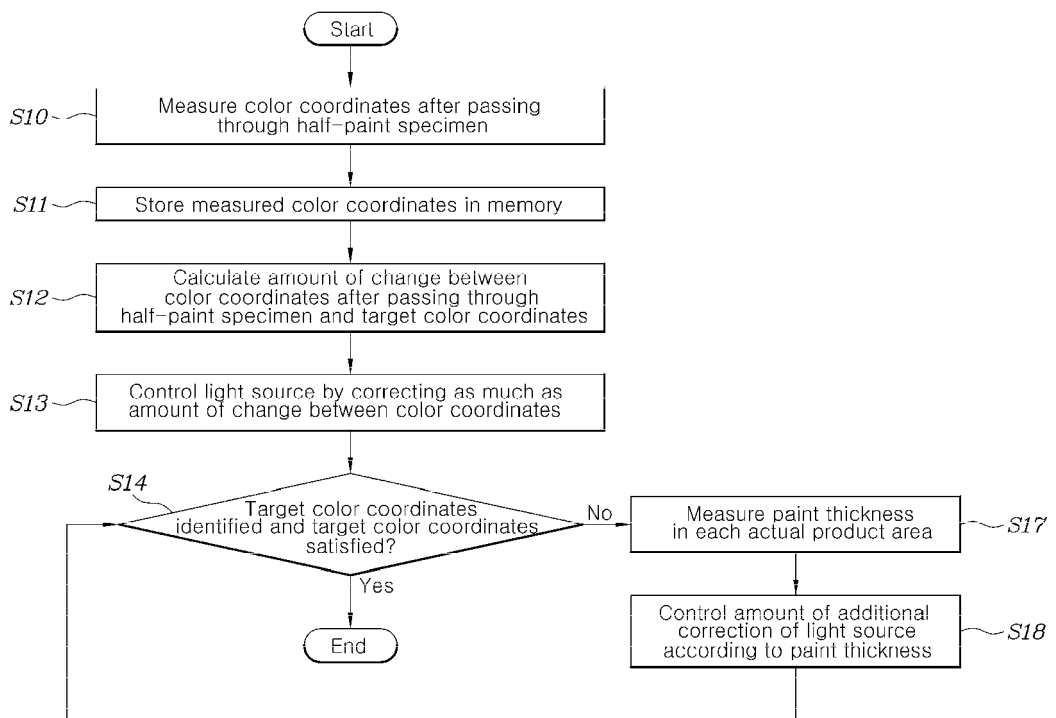 Start
S10
Measure color coordinates after passing
through half-paint specimen
S11
Store measured color coordinates in memory
S12
Calculate amount of change between
color coordinates after passing through
half-paint specimen and target color coordinates
S13
Control light source by correcting as much as
amount of change between color coordinates
S14
Target color coordinates
identified and target color coordinates
satisfied?
No
Measure paint thickness
in each actual product area
S17
Yes
Control amount of additional
correction of light source
according to paint thickness
S18
End